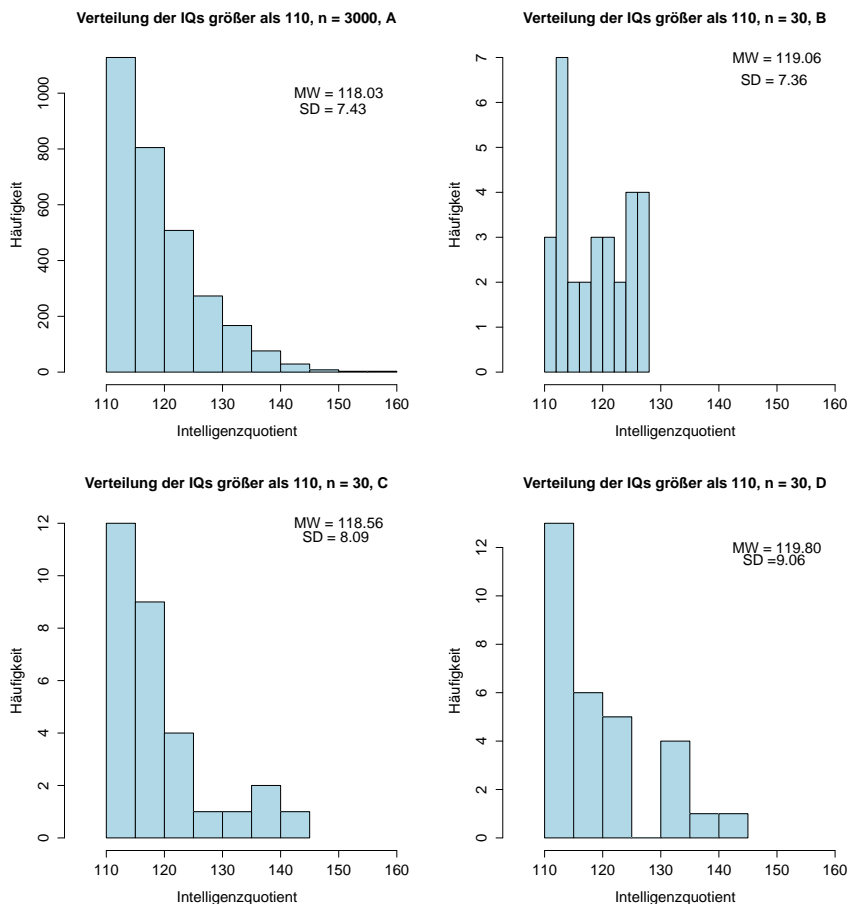 Verteilung der IQs größer als 110, n = 3000, A
MW = 118.03
SD = 7.43
Häufigkeit
0 200 400 600 800 1000
110 120 130 140 150 160
Intelligenzquotient
Verteilung der IQs größer als 110, n = 30, B
MW = 119.06
SD = 7.36
Häufigkeit
0 1 2 3 4 5 6 7
110 120 130 140 150 160
Intelligenzquotient
Verteilung der IQs größer als 110, n = 30, C
MW = 118.56
SD = 8.09
Häufigkeit
0 2 4 6 8 10 12
110 120 130 140 150 160
Intelligenzquotient
Verteilung der IQs größer als 110, n = 30, D
MW = 119.80
SD =9.06
Häufigkeit
0 2 4 6 8 10 12
110 120 130 140 150 160
Intelligenzquotient